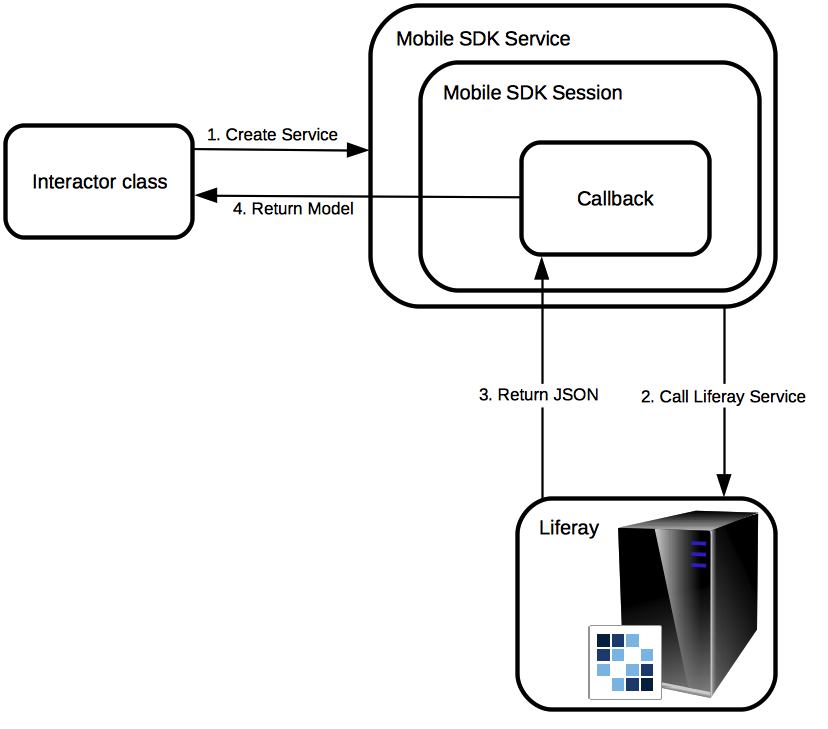 Mobile SDK Service
Mobile SDK Session
1. Create Service
Interactor class
Callback
4. Return Model
3. Return JSON
2. Call Liferay Service
Liferay